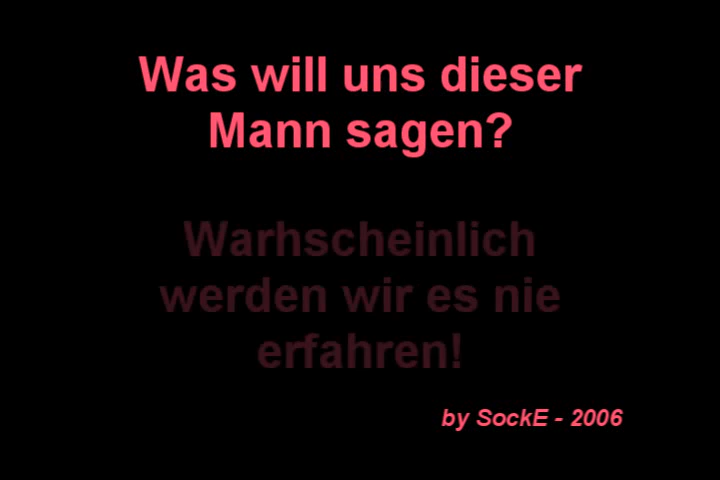 Was will uns dieser
Mann sagen?
Warhscheinlich
werden wir es nie
erfahren!
by SockE - 2006